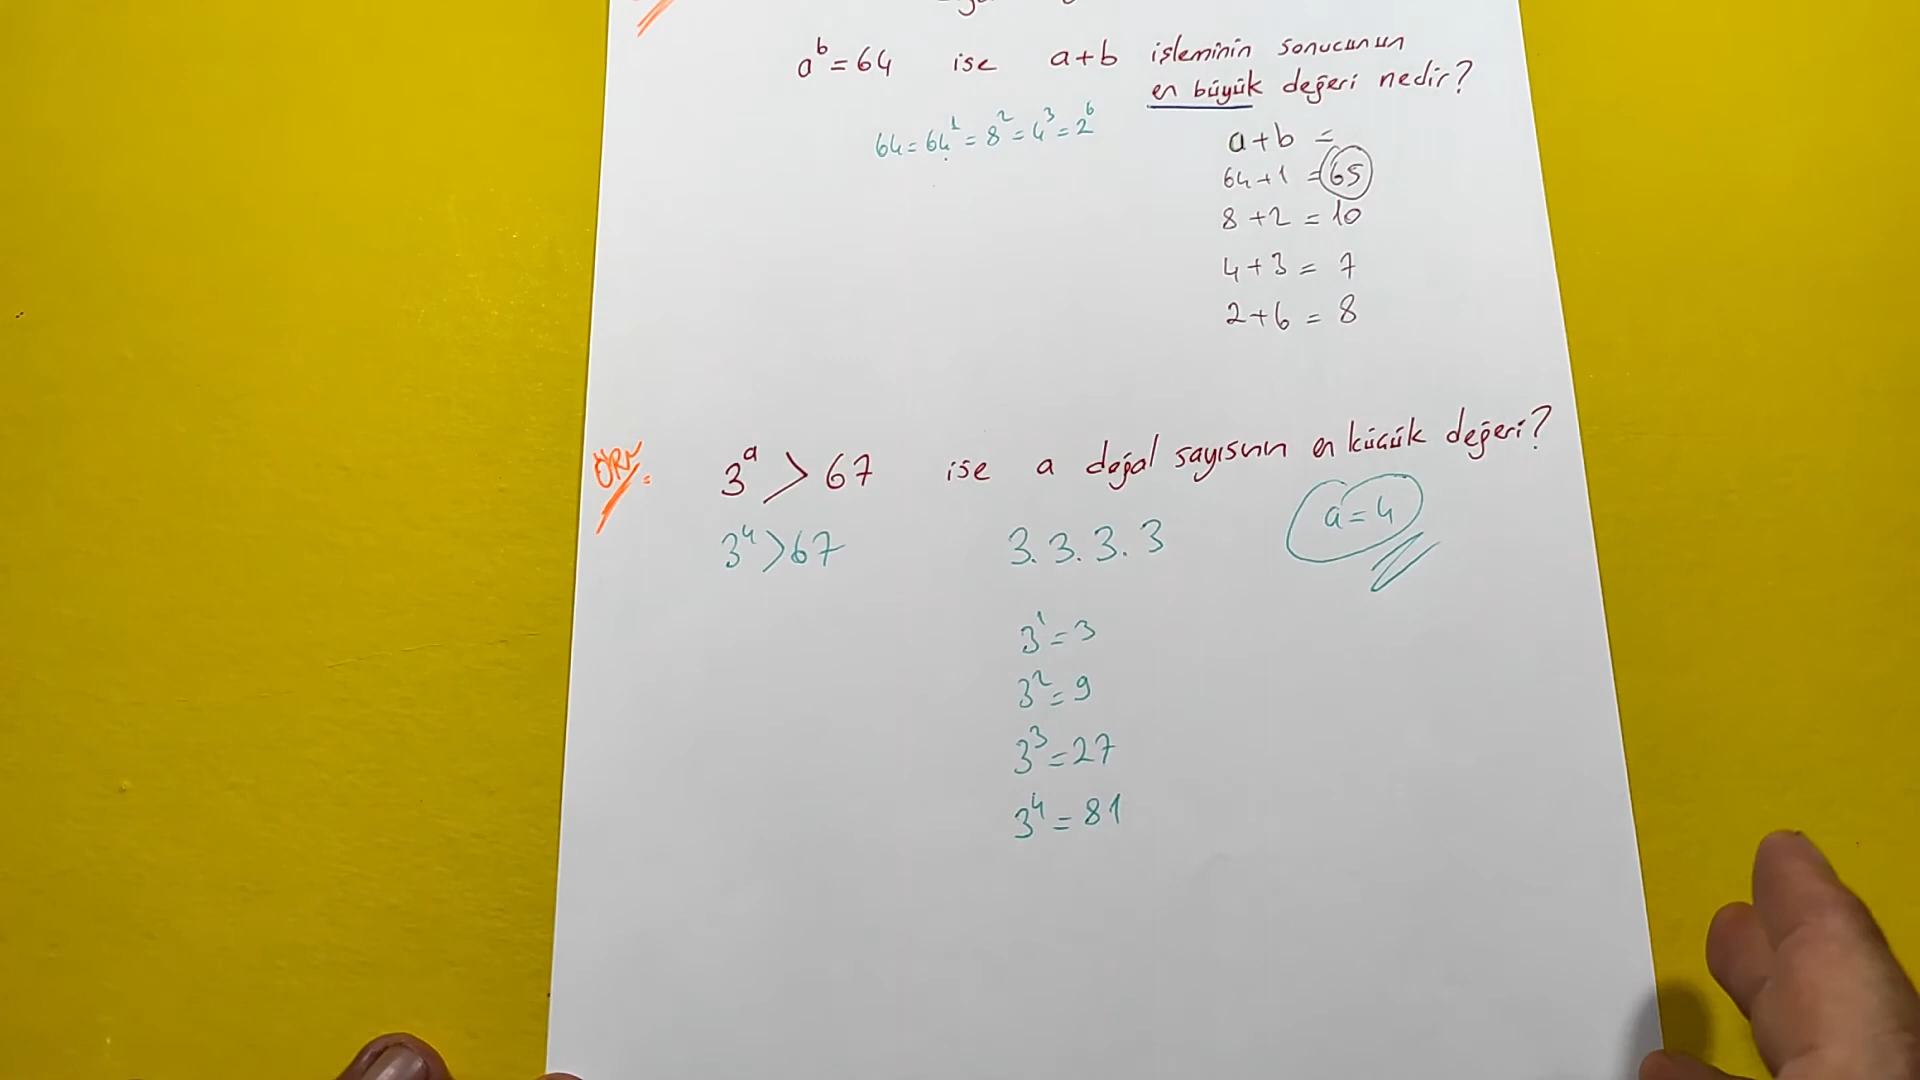 a^b = 64 ise a+b işleminin sonucunun
en büyük değeri nedir?
64 = 64^1 = 8^2 = 4^3 = 2^6
a+b =
64+1 = 65
8+2 = 10
4+3 = 7
2+6 = 8
ÖRN: 3^a > 67 ise a doğal sayısının en küçük değeri?
3^4 > 67 3.3.3.3 a=4
3^1 = 3
3^2 = 9
3^3 = 27
3^4 = 81